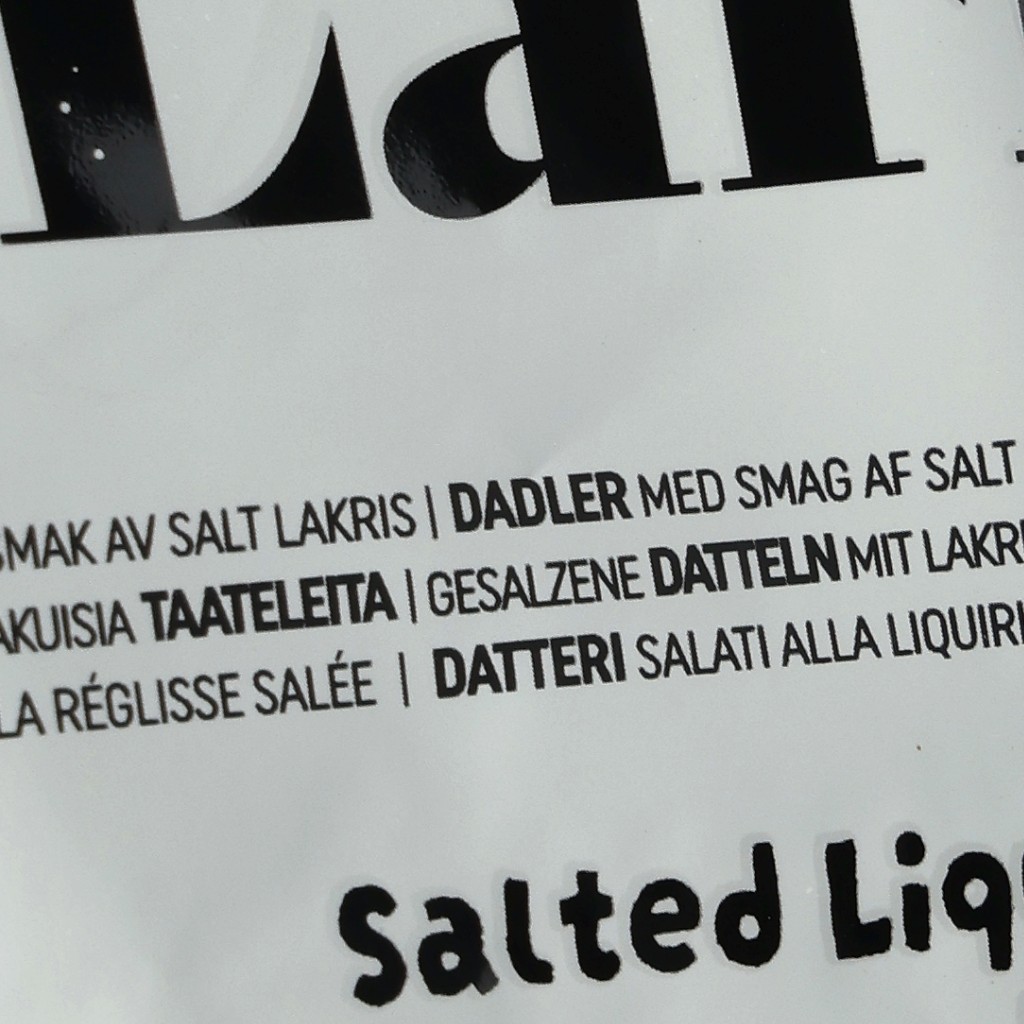 La
SMAK AV SALT LAKRIS | DADLER MED SMAG AF SALT
TAATELEITA | GESALZENE DATTELN MIT
LA RÉGLISSE SALÉE | DATTERI SALATI ALLA
Salted